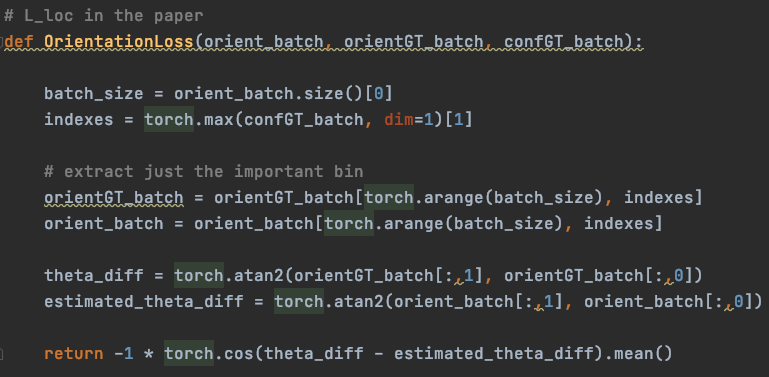 # L_loc in the paper
def OrientationLoss(orient_batch, orientGT_batch, confGT_batch):
batch_size = orient_batch.size()[0]
indexes = torch.max(confGT_batch, dim=1)[1]
# extract just the important bin
orientGT_batch = orientGT_batch[torch.arange(batch_size), indexes]
orient_batch = orient_batch[torch.arange(batch_size), indexes]
theta_diff = torch.atan2(orientGT_batch[:,1], orientGT_batch[:,0])
estimated_theta_diff = torch.atan2(orient_batch[:,1], orient_batch[:,0])
return -1 * torch.cos(theta_diff - estimated_theta_diff).mean()